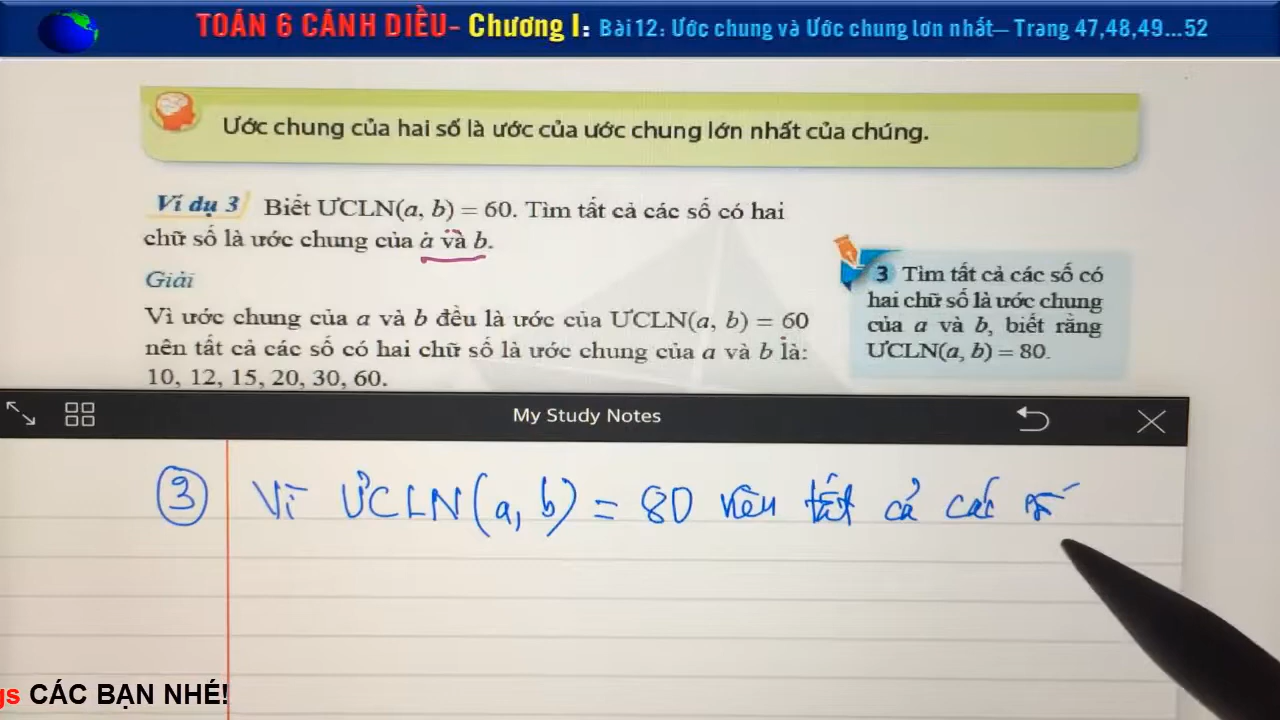 TOÁN 6 CÁNH DIỀU- Chương I: Bài 12: Ước chung và Ước chung lớn nhất– Trang 47,48,49...52
Ước chung của hai số là ước của ước chung lớn nhất của chúng.
Ví dụ 3 Biết ƯCLN(a, b) = 60. Tìm tất cả các số có hai
chữ số là ước chung của a và b.
Giải
Vì ước chung của a và b đều là ước của ƯCLN(a, b) = 60
nên tất cả các số có hai chữ số là ước chung của a và b là:
10, 12, 15, 20, 30, 60.
3 Tìm tất cả các số có
hai chữ số là ước chung
của a và b, biết rằng
ƯCLN(a, b) = 80.
My Study Notes
3 Vì ƯCLN(a, b) = 80 nên tất cả các số
gs CÁC BẠN NHÉ!